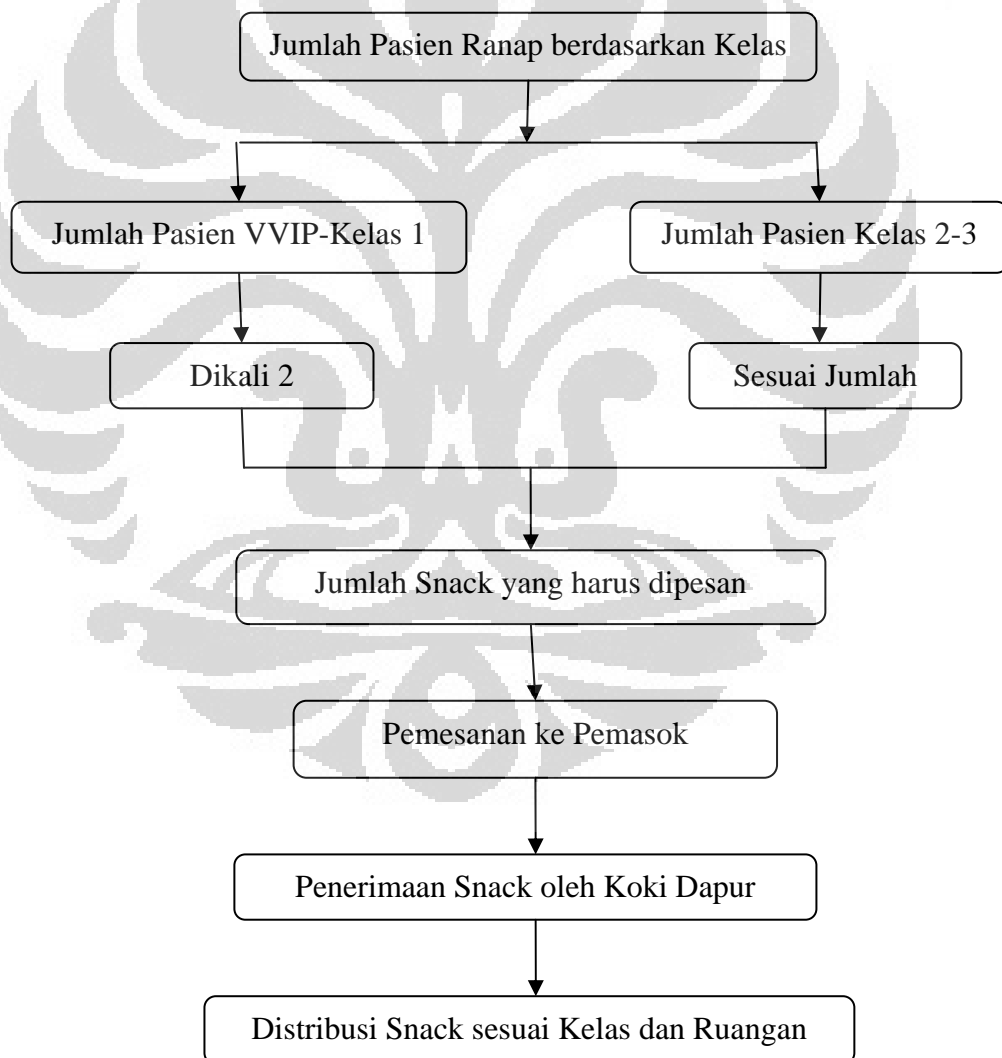 Jumlah Pasien Ranap berdasarkan Kelas
Jumlah Pasien VVIP-Kelas 1
Jumlah Pasien Kelas 2-3
Dikali 2
Sesuai Jumlah
Jumlah Snack yang harus dipesan
Pemesanan ke Pemasok
Penerimaan Snack oleh Koki Dapur
Distribusi Snack sesuai Kelas dan Ruangan